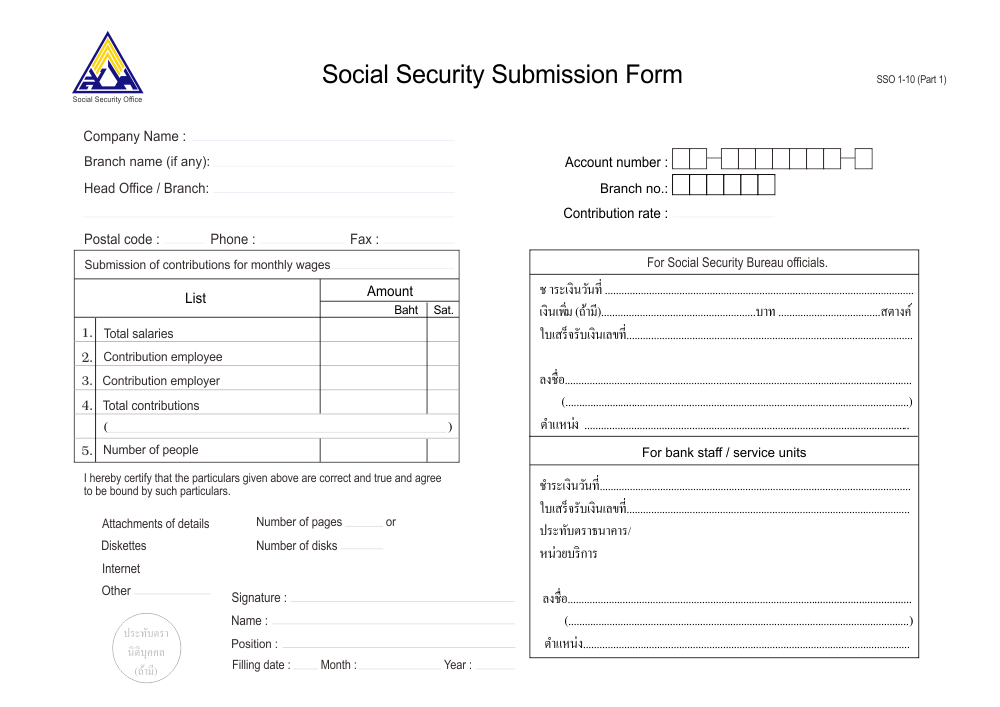 Social Security Office
Social Security Submission Form
SSO 1-10 (Part 1)
Company Name :
Branch name (if any):
Head Office / Branch:
Postal code : Phone : Fax :
Account number :
Branch no.:
Contribution rate :
Submission of contributions for monthly wages
List
Amount
Baht Sat.
1. Total salaries
2. Contribution employee
3. Contribution employer
4. Total contributions
( )
5. Number of people
I hereby certify that the particulars given above are correct and true and agree
to be bound by such particulars.
Attachments of details Number of pages or
Diskettes Number of disks
Internet
Other
ประทับตรา
นิติบุคคล
(ถ้ามี)
Signature :
Name :
Position :
Filling date : Month : Year :
For Social Security Bureau officials.
ชำระเงินวันที่
เงินเพิ่ม (ถ้ามี) บาท สตางค์
ใบเสร็จรับเงินเลขที่
ลงชื่อ
( )
ตำแหน่ง
For bank staff / service units
ชำระเงินวันที่
ใบเสร็จรับเงินเลขที่
ประทับตราธนาคาร/
หน่วยบริการ
ลงชื่อ
( )
ตำแหน่ง